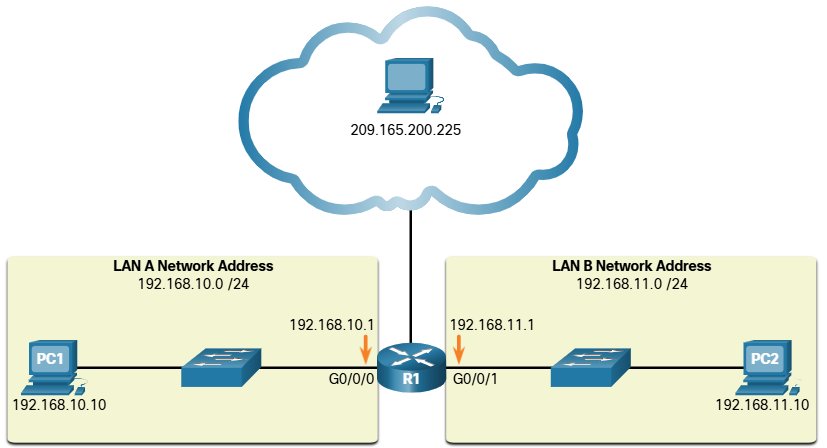 209.165.200.225
LAN A Network Address
192.168.10.0 /24
LAN B Network Address
192.168.11.0 /24
192.168.10.1
192.168.11.1
PC1
R1
PC2
G0/0/0
G0/0/1
192.168.10.10
192.168.11.10